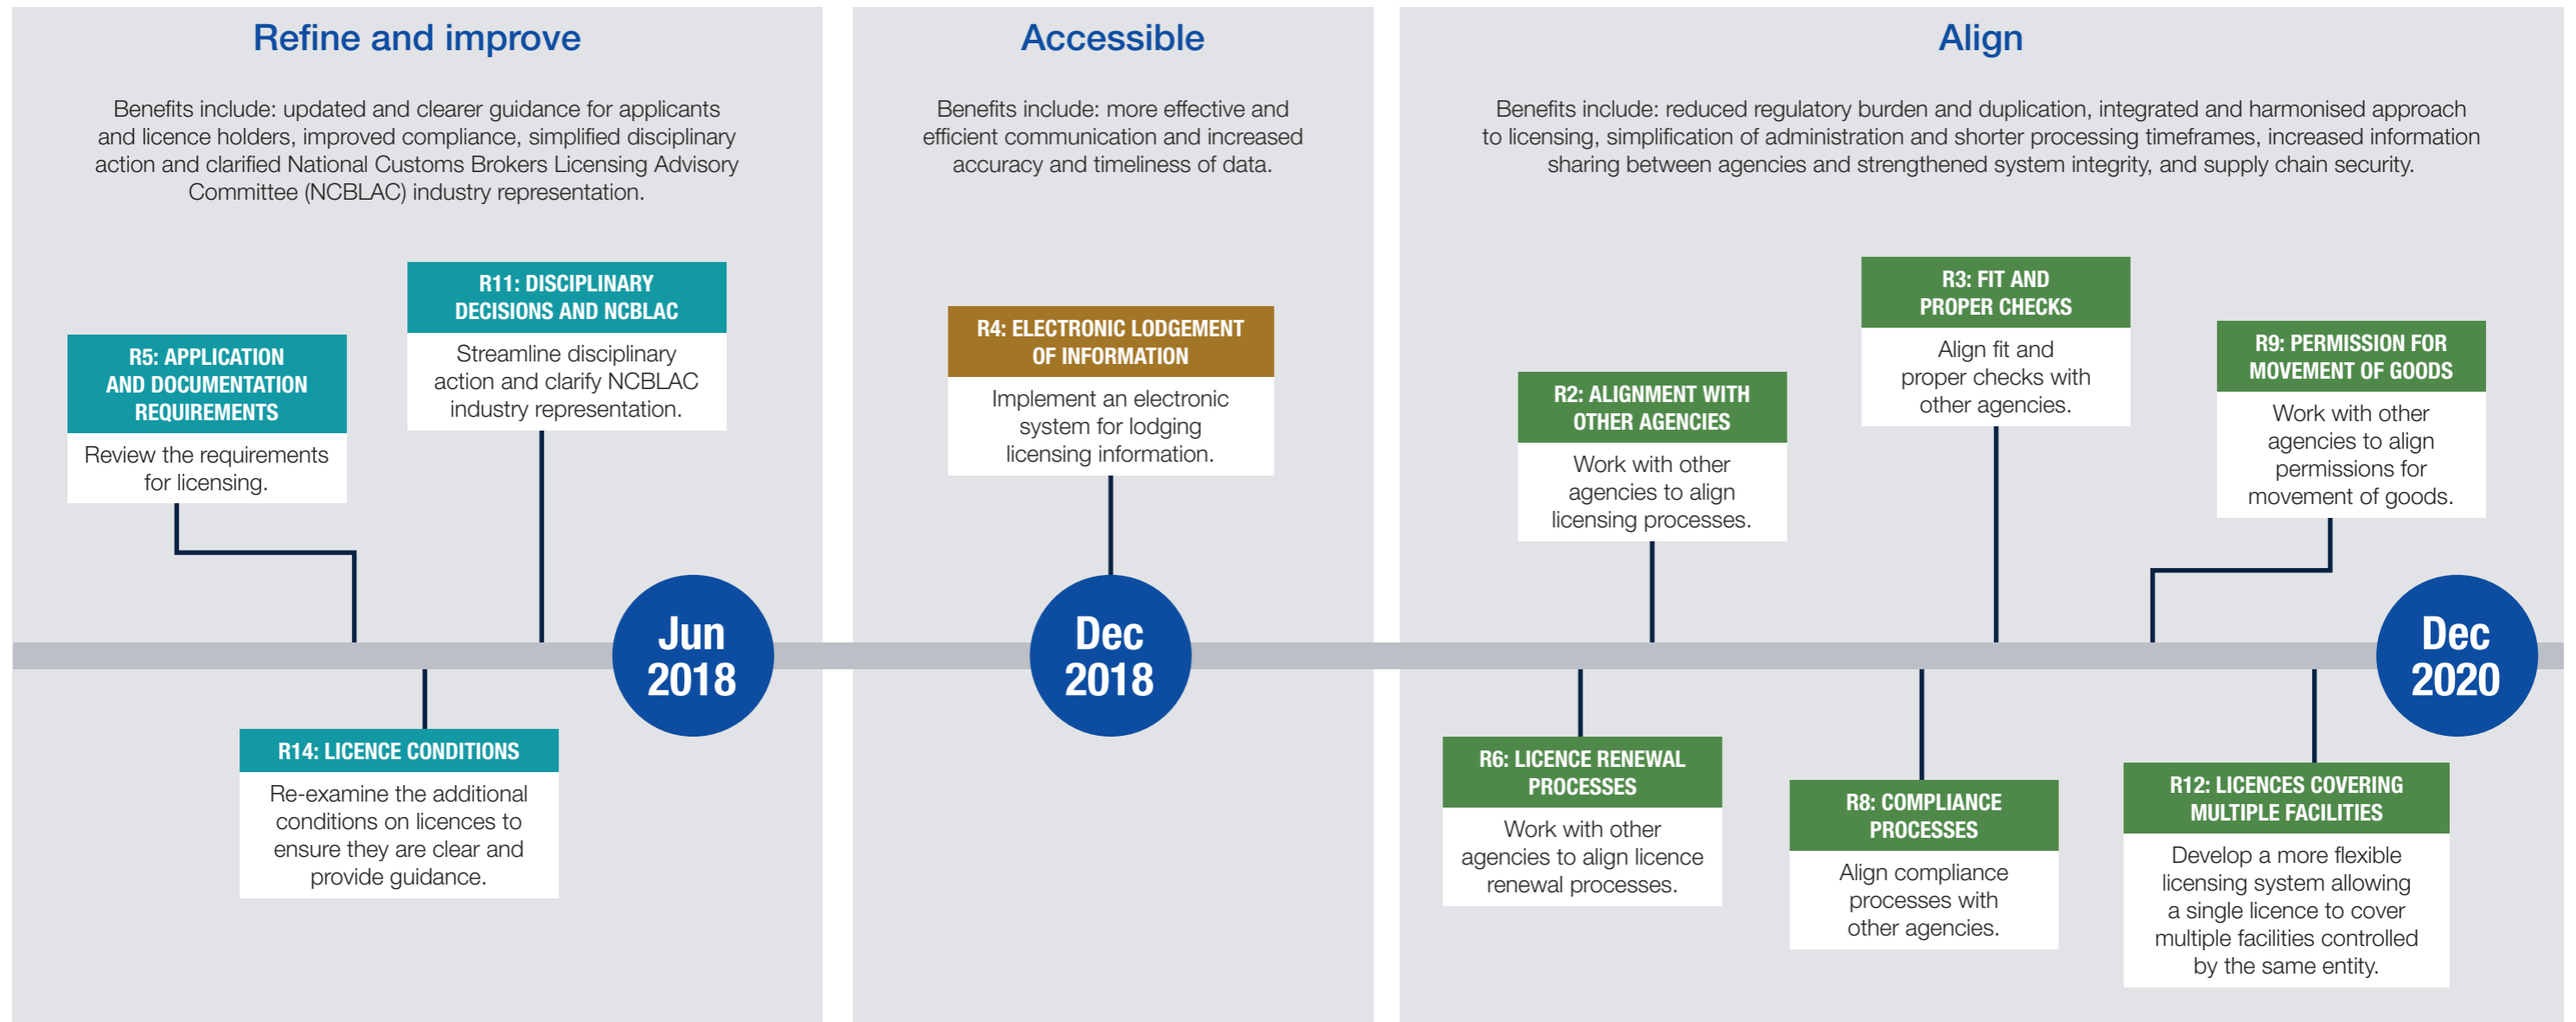 Refine and improve
Benefits include: updated and clearer guidance for applicants
and licence holders, improved compliance, simplified disciplinary
action and clarified National Customs Brokers Licensing Advisory
Committee (NCBLAC) industry representation.
R5: APPLICATION
AND DOCUMENTATION
REQUIREMENTS
Review the requirements
for licensing.
R11: DISCIPLINARY
DECISIONS AND NCBLAC
Streamline disciplinary
action and clarify NCBLAC
industry representation.
Jun
2018
R14: LICENCE CONDITIONS
Re-examine the additional
conditions on licences to
ensure they are clear and
provide guidance.
Accessible
Benefits include: more effective and
efficient communication and increased
accuracy and timeliness of data.
R4: ELECTRONIC LODGEMENT
OF INFORMATION
Implement an electronic
system for lodging
licensing information.
Dec
2018
Align
Benefits include: reduced regulatory burden and duplication, integrated and harmonised approach
to licensing, simplification of administration and shorter processing timeframes, increased information
sharing between agencies and strengthened system integrity, and supply chain security.
R2: ALIGNMENT WITH
OTHER AGENCIES
Work with other
agencies to align
licensing processes.
R3: FIT AND
PROPER CHECKS
Align fit and
proper checks with
other agencies.
R9: PERMISSION FOR
MOVEMENT OF GOODS
Work with other
agencies to align
permissions for
movement of goods.
Dec
2020
R6: LICENCE RENEWAL
PROCESSES
Work with other
agencies to align licence
renewal processes.
R8: COMPLIANCE
PROCESSES
Align compliance
processes with
other agencies.
R12: LICENCES COVERING
MULTIPLE FACILITIES
Develop a more flexible
licensing system allowing
a single licence to cover
multiple facilities controlled
by the same entity.